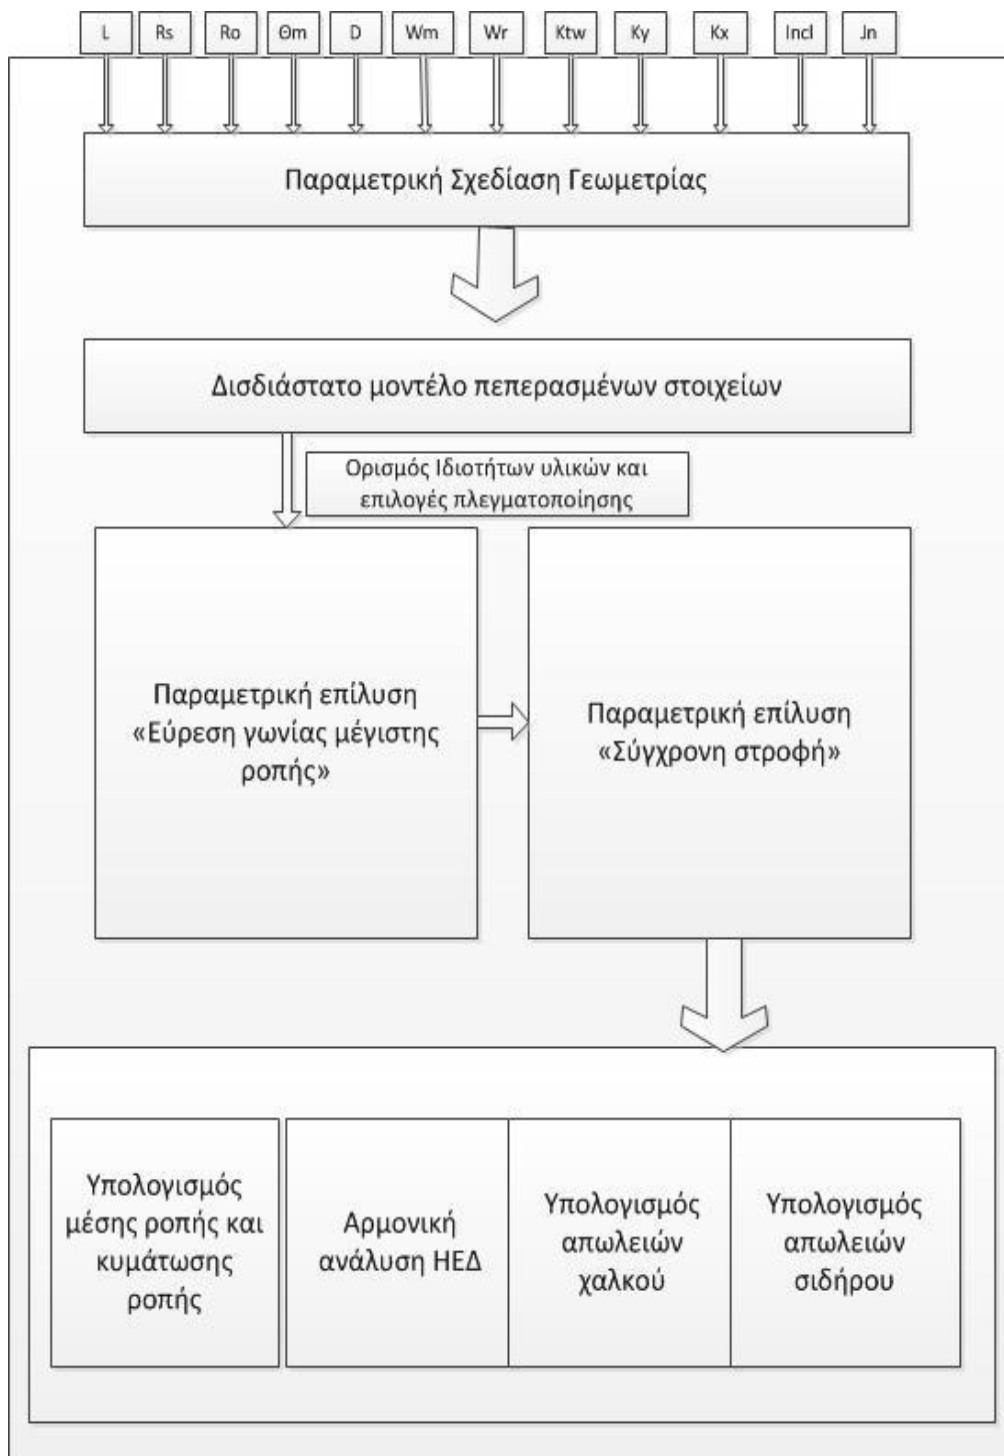 L Rs Ro Θm D Wm Wr Ktw Ky Kx Incl Jn
Παραμετρική Σχεδίαση Γεωμετρίας
Δισδιάστατο μοντέλο πεπερασμένων στοιχείων
Ορισμός Ιδιοτήτων υλικών και
επιλογές πλεγματοποίησης
Παραμετρική επίλυση
«Εύρεση γωνίας μέγιστης
ροπής»
Παραμετρική επίλυση
«Σύγχρονη στροφή»
Υπολογισμός
μέσης ροπής και
κυμάτωσης
ροπής
Αρμονική
ανάλυση ΗΕΔ
Υπολογισμός
απωλειών
χαλκού
Υπολογισμός
απωλειών
σιδήρου